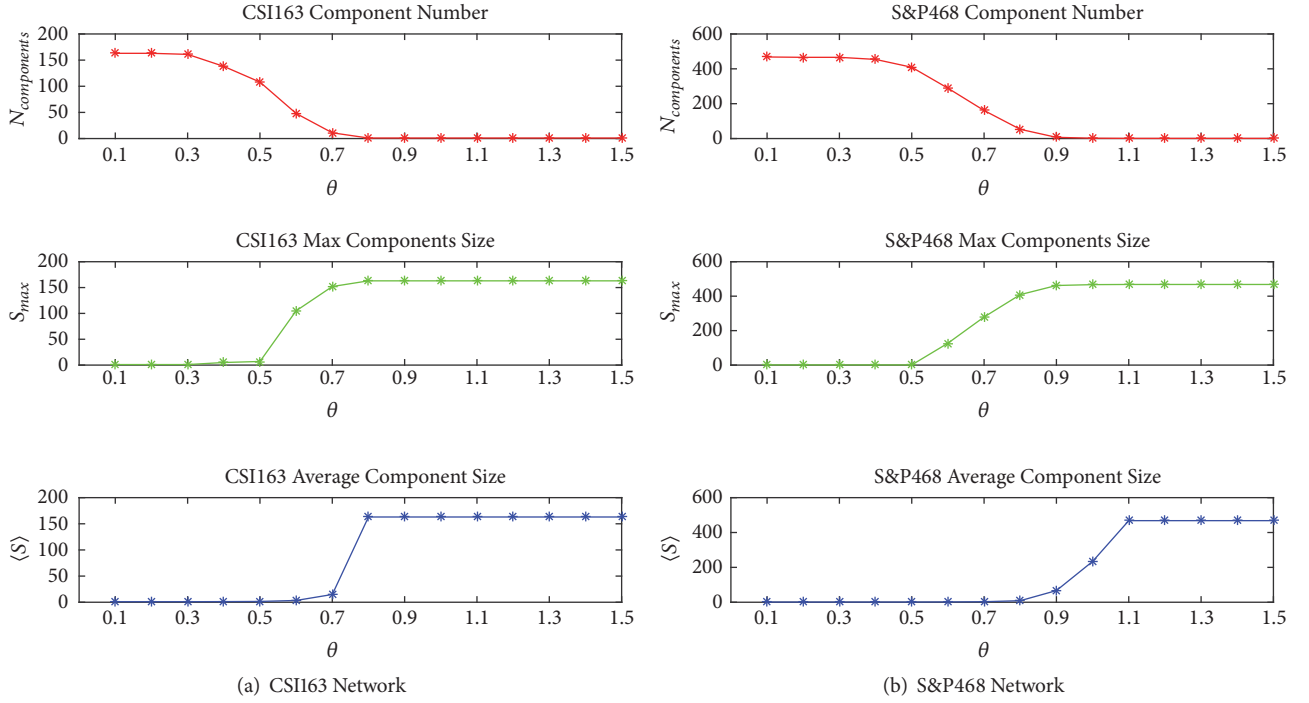 CSI163 Component Number
200
150
100
50
0
N_components
0.1 0.3 0.5 0.7 0.9 1.1 1.3 1.5
θ
CSI163 Max Components Size
200
150
100
50
0
S_max
0.1 0.3 0.5 0.7 0.9 1.1 1.3 1.5
θ
CSI163 Average Component Size
200
150
100
50
0
⟨S⟩
0.1 0.3 0.5 0.7 0.9 1.1 1.3 1.5
θ
(a) CSI163 Network
S&P468 Component Number
600
400
200
0
N_components
0.1 0.3 0.5 0.7 0.9 1.1 1.3 1.5
θ
S&P468 Max Components Size
600
400
200
0
S_max
0.1 0.3 0.5 0.7 0.9 1.1 1.3 1.5
θ
S&P468 Average Component Size
600
400
200
0
⟨S⟩
0.1 0.3 0.5 0.7 0.9 1.1 1.3 1.5
θ
(b) S&P468 Network